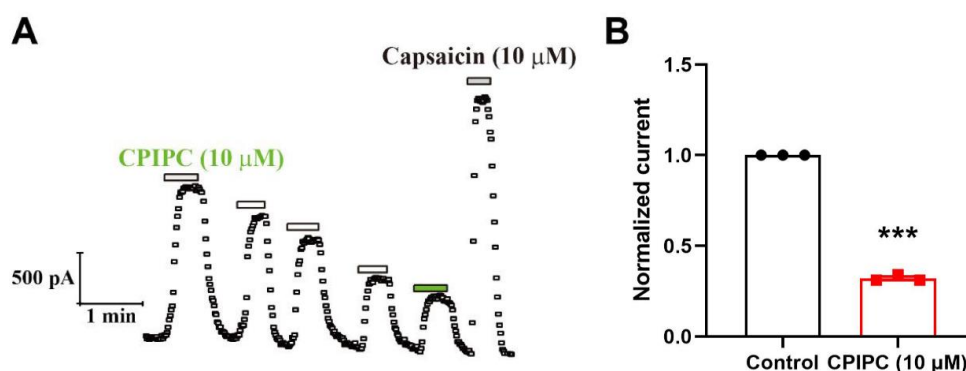 A
Capsaicin (10 μM)
CPIPC (10 μM)
500 pA
1 min
B
Normalized current
1.5
1.0
0.5
0.0
***
Control
CPIPC (10 μM)